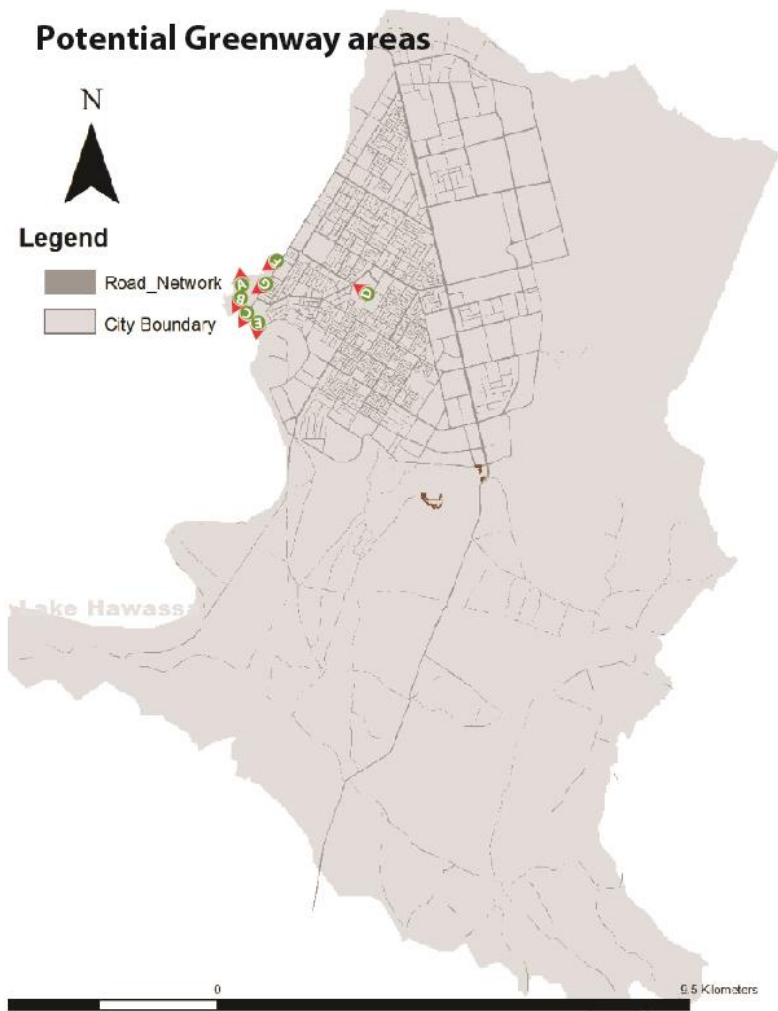 Potential Greenway areas
N
Legend
Road_Network
City Boundary
F
A
G
B
C
E
D
Lake Hawassa
0
9.5 Kilometers